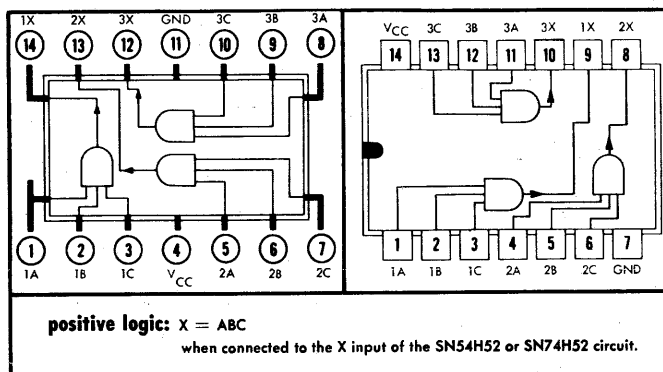 1X 2X 3X GND 3C 3B 3A
14 13 12 11 10 9 8
1 2 3 4 5 6 7
1A 1B 1C VCC 2A 2B 2C
VCC 3C 3B 3A 3X 1X 2X
14 13 12 11 10 9 8
1 2 3 4 5 6 7
1A 1B 1C 2A 2B 2C GND
positive logic: X = ABC
when connected to the X input of the SN54H52 or SN74H52 circuit.